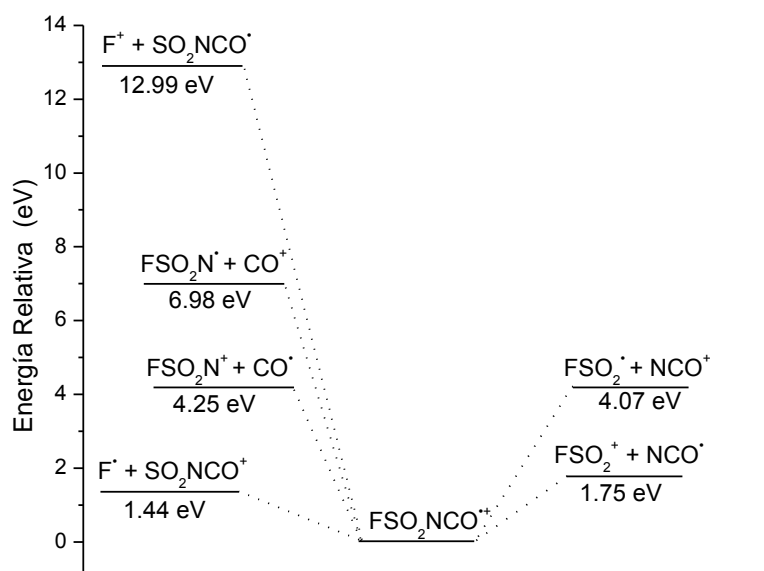 14
12
10
8
6
4
2
0
Energía Relativa (eV)
F⁺ + SO₂NCO•
12.99 eV
FSO₂N• + CO⁺
6.98 eV
FSO₂N⁺ + CO•
4.25 eV
F• + SO₂NCO⁺
1.44 eV
FSO₂NCO•⁺
FSO₂• + NCO⁺
4.07 eV
FSO₂⁺ + NCO•
1.75 eV